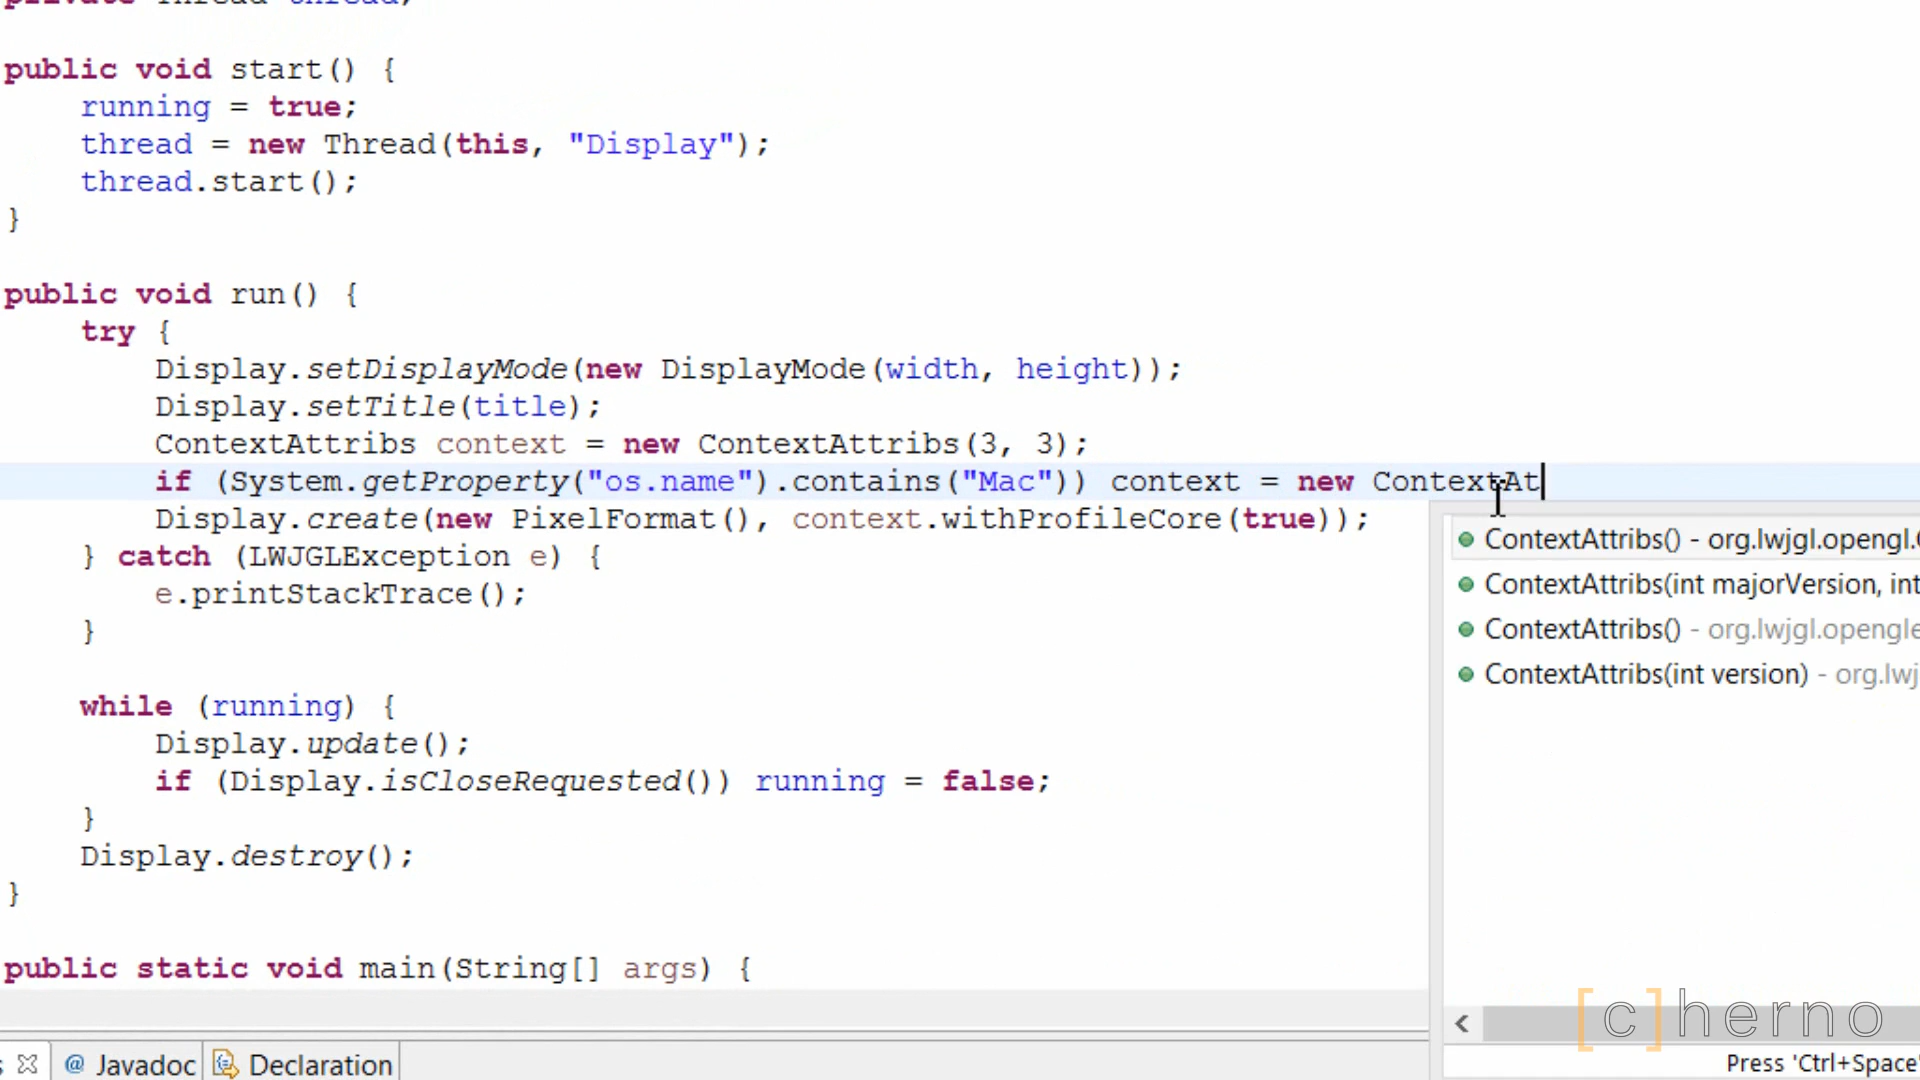 private Thread thread;
public void start() {
running = true;
thread = new Thread(this, "Display");
thread.start();
}
public void run() {
try {
Display.setDisplayMode(new DisplayMode(width, height));
Display.setTitle(title);
ContextAttribs context = new ContextAttribs(3, 3);
if (System.getProperty("os.name").contains("Mac")) context = new ContextAt
Display.create(new PixelFormat(), context.withProfileCore(true));
} catch (LWJGLException e) {
e.printStackTrace();
}
while (running) {
Display.update();
if (Display.isCloseRequested()) running = false;
}
Display.destroy();
}
public static void main(String[] args) {
ContextAttribs() - org.lwjgl.opengl.
ContextAttribs(int majorVersion, int
ContextAttribs() - org.lwjgl.opengle
ContextAttribs(int version) - org.lwj
[c]herno
Press 'Ctrl+Space'
@ Javadoc Declaration